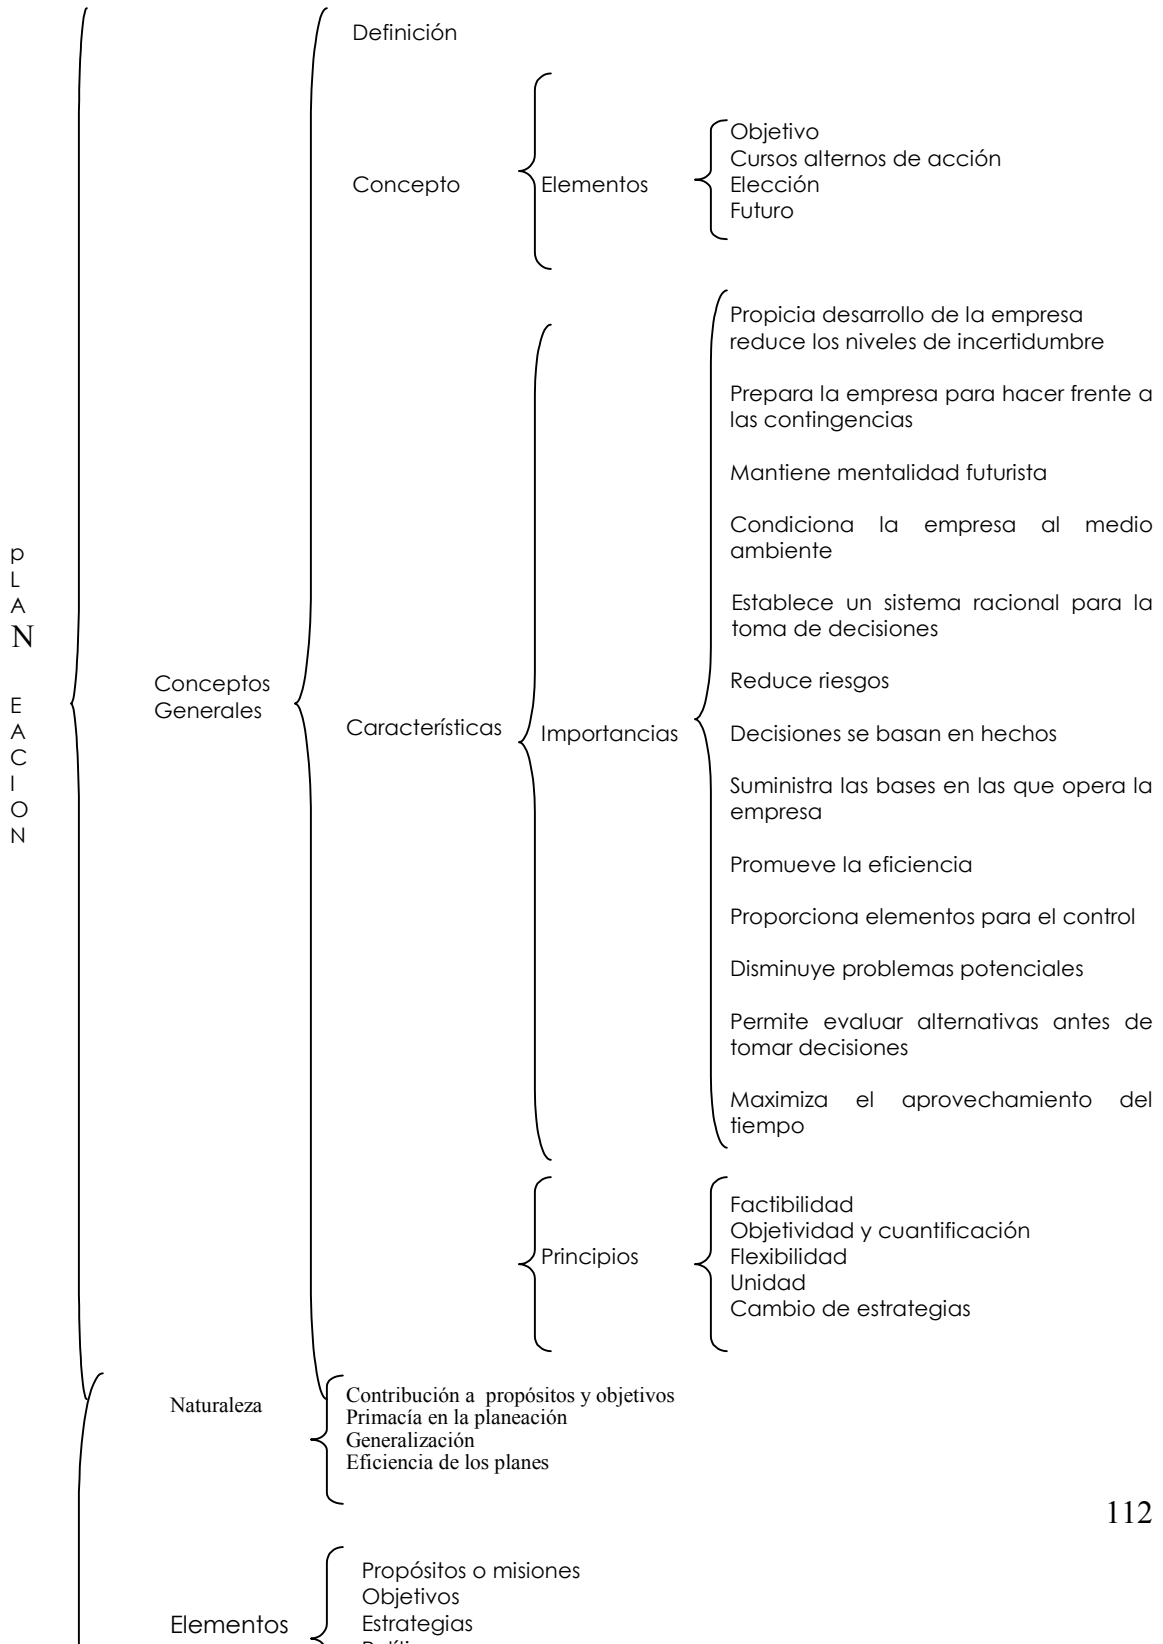 Definición
Concepto
Elementos
Objetivo
Cursos alternos de acción
Elección
Futuro
p
L
A
N
E
A
C
I
O
N
Conceptos
Generales
Característícas
Importancias
Propicia desarrollo de la empresa
reduce los niveles de incertidumbre
Prepara la empresa para hacer frente a
las contingencias
Mantiene mentalidad futurista
Condiciona la empresa al medio
ambiente
Establece un sistema racional para la
toma de decisiones
Reduce riesgos
Decisiones se basan en hechos
Suministra las bases en las que opera la
empresa
Promueve la eficiencia
Proporciona elementos para el control
Disminuye problemas potenciales
Permite evaluar alternativas antes de
tomar decisiones
Maximiza el aprovechamiento del
tiempo
Principios
Factibilidad
Objetividad y cuantificación
Flexibilidad
Unidad
Cambio de estrategias
Naturaleza
Contribución a propósitos y objetivos
Primacía en la planeación
Generalización
Eficiencia de los planes
112
Elementos
Propósitos o misiones
Objetivos
Estrategias